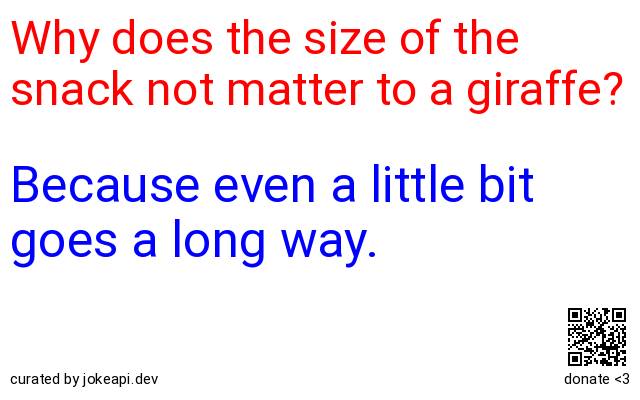 Why does the size of the
snack not matter to a giraffe?
Because even a little bit
goes a long way.
curated by jokeapi.dev
donate <3